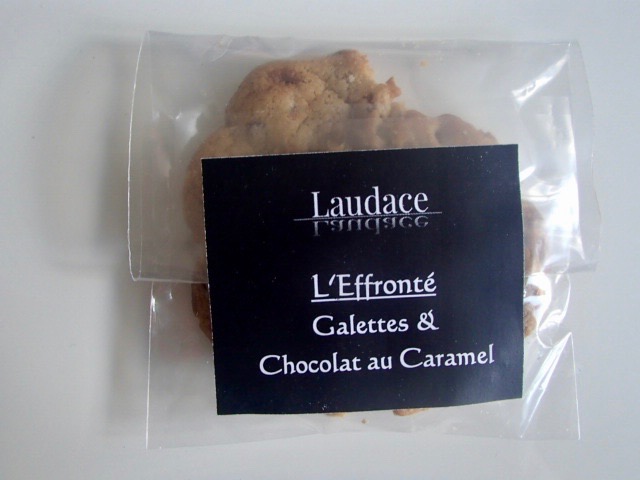 Laudace
L'Effronté
Galettes &
Chocolat au Caramel